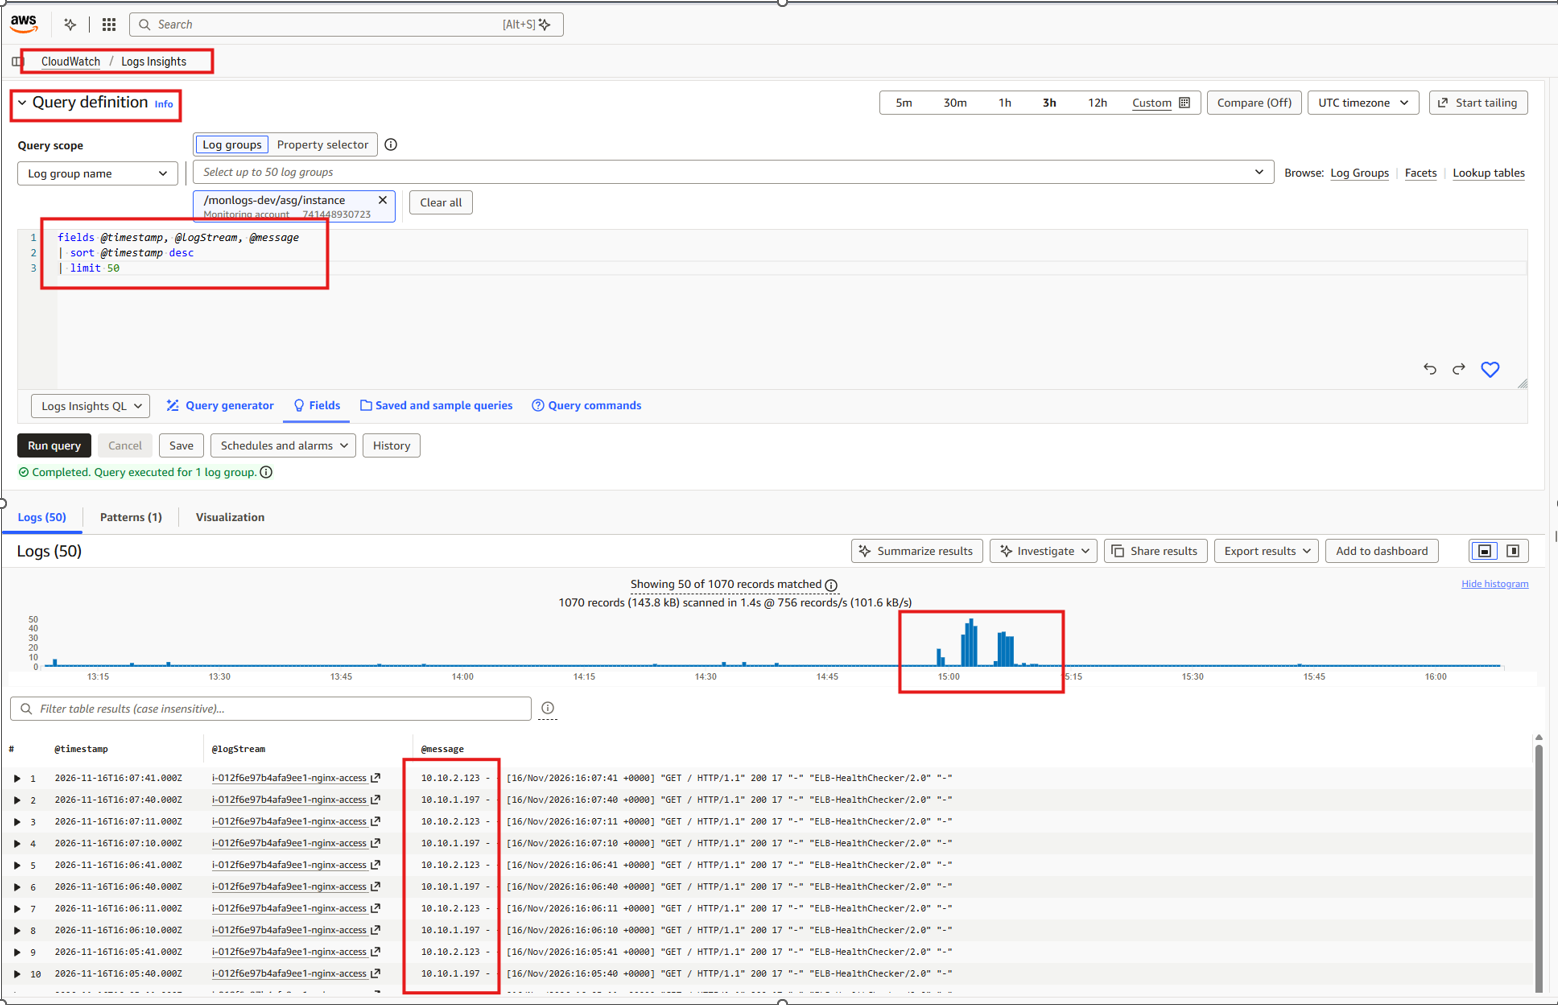 aws
Search [Alt+S]
CloudWatch / Logs Insights
Query definition Info
5m 30m 1h 3h 12h Custom Compare (Off) UTC timezone Start tailing
Query scope
Log groups Property selector
Log group name
Select up to 50 log groups
Browse: Log Groups Facets Lookup tables
/monlogs-dev/asg/instance
Monitoring account 741448930723
Clear all
1 fields @timestamp, @logStream, @message
2 | sort @timestamp desc
3 | limit 50
Logs Insights QL Query generator Fields Saved and sample queries Query commands
Run query Cancel Save Schedules and alarms History
Completed. Query executed for 1 log group.
Logs (50) Patterns (1) Visualization
Logs (50)
Summarize results Investigate Share results Export results Add to dashboard
Showing 50 of 1070 records matched
Hide histogram
1070 records (143.8 kB) scanned in 1.4s @ 756 records/s (101.6 kB/s)
50
40
30
20
10
0
13:15 13:30 13:45 14:00 14:15 14:30 14:45 15:00 15:15 15:30 15:45 16:00
Filter table results (case insensitive)...
# @timestamp @logStream @message
1 2026-11-16T16:07:41.000Z i-012f6e97b4afa9ee1-nginx-access 10.10.2.123 - - [16/Nov/2026:16:07:41 +0000] "GET / HTTP/1.1" 200 17 "-" "ELB-HealthChecker/2.0" "-"
2 2026-11-16T16:07:40.000Z i-012f6e97b4afa9ee1-nginx-access 10.10.1.197 - - [16/Nov/2026:16:07:40 +0000] "GET / HTTP/1.1" 200 17 "-" "ELB-HealthChecker/2.0" "-"
3 2026-11-16T16:07:11.000Z i-012f6e97b4afa9ee1-nginx-access 10.10.2.123 - - [16/Nov/2026:16:07:11 +0000] "GET / HTTP/1.1" 200 17 "-" "ELB-HealthChecker/2.0" "-"
4 2026-11-16T16:07:10.000Z i-012f6e97b4afa9ee1-nginx-access 10.10.1.197 - - [16/Nov/2026:16:07:10 +0000] "GET / HTTP/1.1" 200 17 "-" "ELB-HealthChecker/2.0" "-"
5 2026-11-16T16:06:41.000Z i-012f6e97b4afa9ee1-nginx-access 10.10.2.123 - - [16/Nov/2026:16:06:41 +0000] "GET / HTTP/1.1" 200 17 "-" "ELB-HealthChecker/2.0" "-"
6 2026-11-16T16:06:40.000Z i-012f6e97b4afa9ee1-nginx-access 10.10.1.197 - - [16/Nov/2026:16:06:40 +0000] "GET / HTTP/1.1" 200 17 "-" "ELB-HealthChecker/2.0" "-"
7 2026-11-16T16:06:11.000Z i-012f6e97b4afa9ee1-nginx-access 10.10.2.123 - - [16/Nov/2026:16:06:11 +0000] "GET / HTTP/1.1" 200 17 "-" "ELB-HealthChecker/2.0" "-"
8 2026-11-16T16:06:10.000Z i-012f6e97b4afa9ee1-nginx-access 10.10.1.197 - - [16/Nov/2026:16:06:10 +0000] "GET / HTTP/1.1" 200 17 "-" "ELB-HealthChecker/2.0" "-"
9 2026-11-16T16:05:41.000Z i-012f6e97b4afa9ee1-nginx-access 10.10.2.123 - - [16/Nov/2026:16:05:41 +0000] "GET / HTTP/1.1" 200 17 "-" "ELB-HealthChecker/2.0" "-"
10 2026-11-16T16:05:40.000Z i-012f6e97b4afa9ee1-nginx-access 10.10.1.197 - - [16/Nov/2026:16:05:40 +0000] "GET / HTTP/1.1" 200 17 "-" "ELB-HealthChecker/2.0" "-"